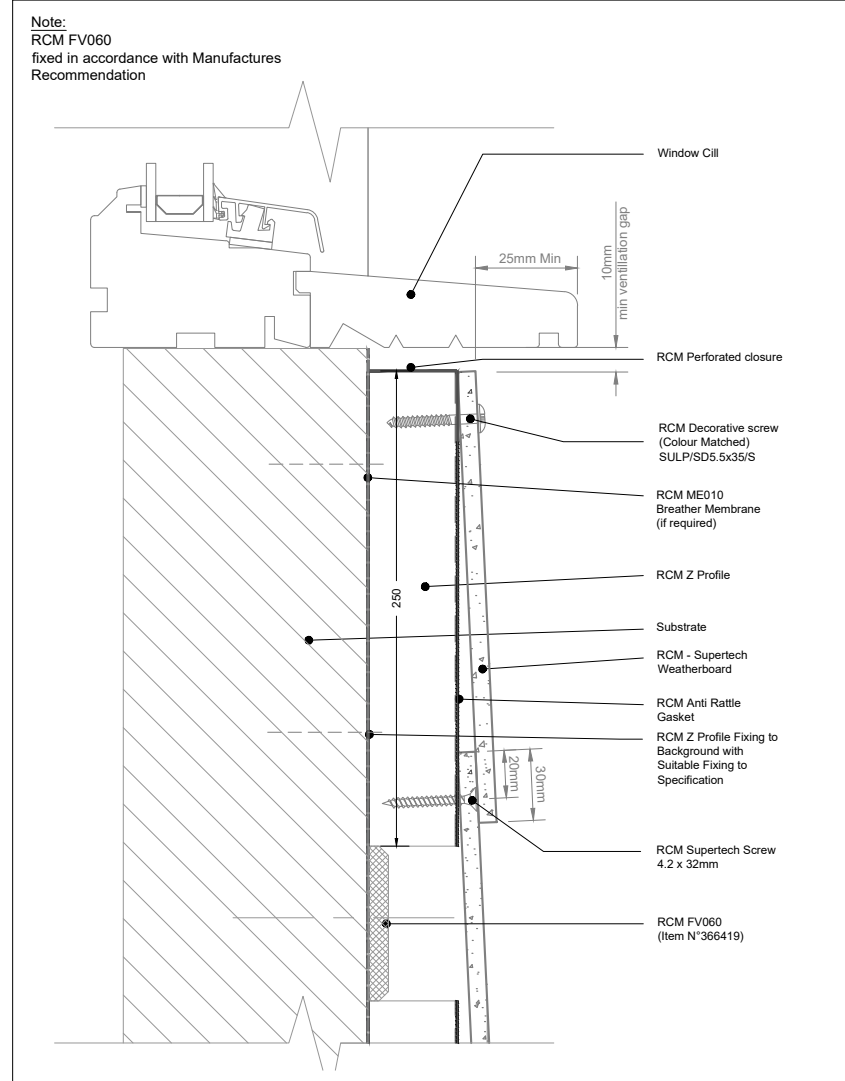 Note:
RCM FV060
fixed in accordance with Manufactures
Recommendation
Window Cill
25mm Min
10mm
min ventillation gap
RCM Perforated closure
RCM Decorative screw
(Colour Matched)
SULP/SD5.5x35/S
RCM ME010
Breather Membrane
(if required)
RCM Z Profile
250
Substrate
RCM - Supertech
Weatherboard
RCM Anti Rattle
Gasket
RCM Z Profile Fixing to
Background with
Suitable Fixing to
Specification
20mm
30mm
RCM Supertech Screw
4.2 x 32mm
RCM FV060
(Item N°366419)